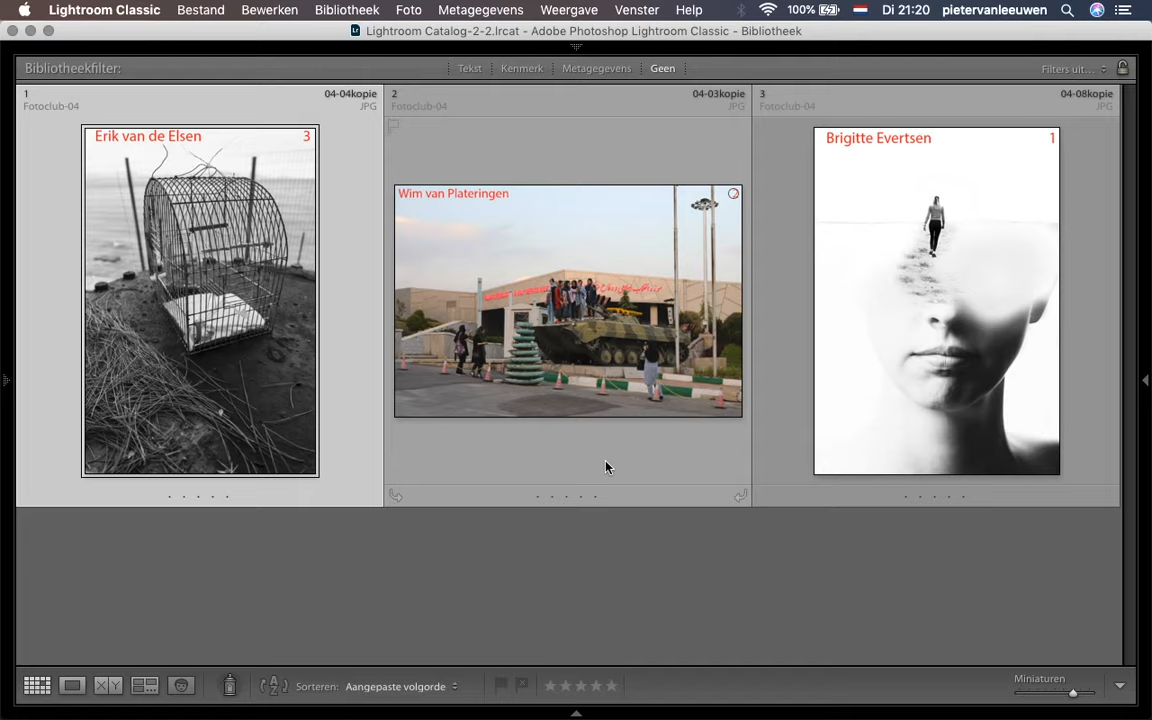 Lightroom Classic Bestand Bewerken Bibliotheek Foto Metagegevens Weergave Venster Help 100% Di 21:20 pietervanleeuwen
Lightroom Catalog-2-2.lrcat - Adobe Photoshop Lightroom Classic - Bibliotheek
Bibliotheekfilter: Tekst Kenmerk Metagegevens Geen Filters uit...
1 04-04kopie 2 04-03kopie 3 04-08kopie
Fotoclub-04 JPG Fotoclub-04 JPG Fotoclub-04 JPG
Erik van de Elsen 3
Wim van Plateringen 2
Brigitte Evertsen 1
XY Sorteren: Aangepaste volgorde Miniaturen